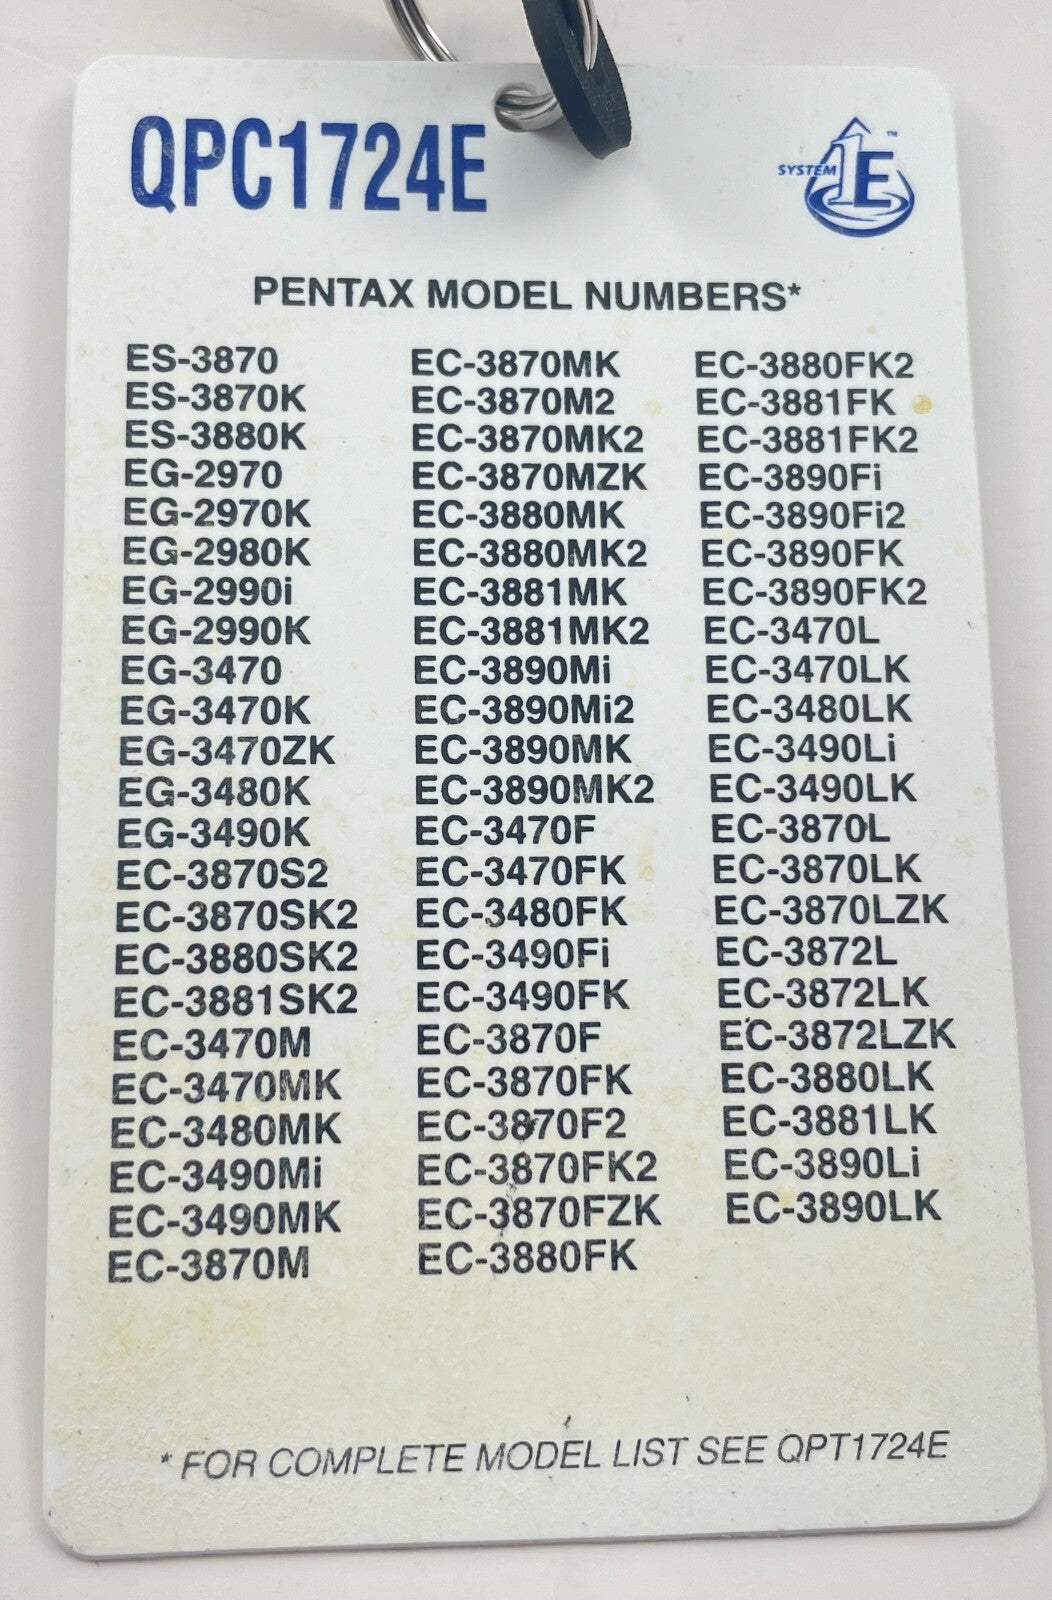 QPC1724E
SYSTEM 1E™
PENTAX MODEL NUMBERS*
ES-3870
ES-3870K
ES-3880K
EG-2970
EG-2970K
EG-2980K
EG-2990i
EG-2990K
EG-3470
EG-3470K
EG-3470ZK
EG-3480K
EG-3490K
EC-3870S2
EC-3870SK2
EC-3880SK2
EC-3881SK2
EC-3470M
EC-3470MK
EC-3480MK
EC-3490Mi
EC-3490MK
EC-3870M
EC-3870MK
EC-3870M2
EC-3870MK2
EC-3870MZK
EC-3880MK
EC-3880MK2
EC-3881MK
EC-3881MK2
EC-3890Mi
EC-3890Mi2
EC-3890MK
EC-3890MK2
EC-3470F
EC-3470FK
EC-3480FK
EC-3490Fi
EC-3490FK
EC-3870F
EC-3870FK
EC-3870F2
EC-3870FK2
EC-3870FZK
EC-3880FK
EC-3880FK2
EC-3881FK
EC-3881FK2
EC-3890Fi
EC-3890Fi2
EC-3890FK
EC-3890FK2
EC-3470L
EC-3470LK
EC-3480LK
EC-3490Li
EC-3490LK
EC-3870L
EC-3870LK
EC-3870LZK
EC-3872L
EC-3872LK
EC-3872LZK
EC-3880LK
EC-3881LK
EC-3890Li
EC-3890LK
* FOR COMPLETE MODEL LIST SEE QPT1724E